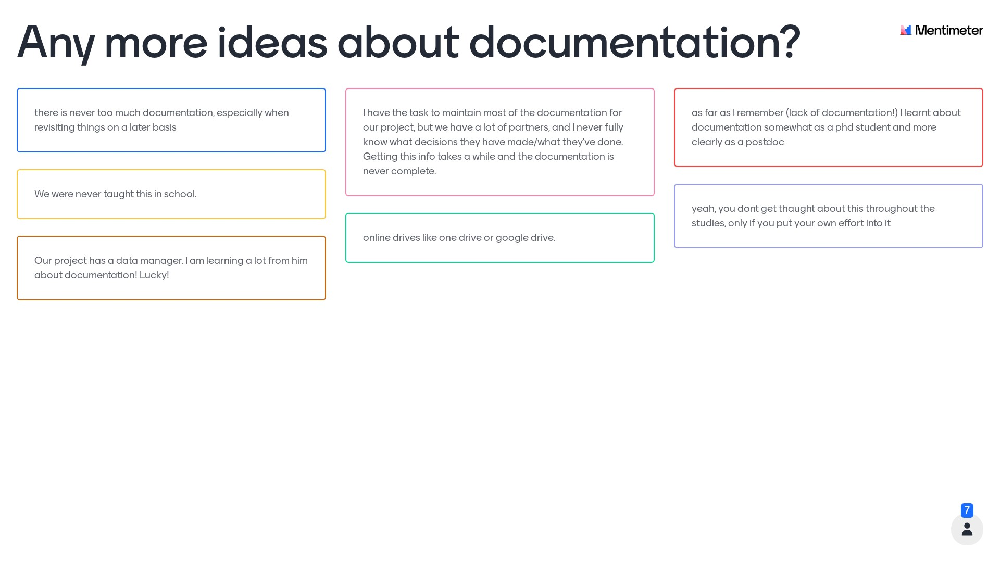 Any more ideas about documentation?
Mentimeter
there is never too much documentation, especially when
revisiting things on a later basis
We were never taught this in school.
Our project has a data manager. I am learning a lot from him
about documentation! Lucky!
I have the task to maintain most of the documentation for
our project, but we have a lot of partners, and I never fully
know what decisions they have made/what they've done.
Getting this info takes a while and the documentation is
never complete.
online drives like one drive or google drive.
as far as I remember (lack of documentation!) I learnt about
documentation somewhat as a phd student and more
clearly as a postdoc
yeah, you dont get thaught about this throughout the
studies, only if you put your own effort into it
7